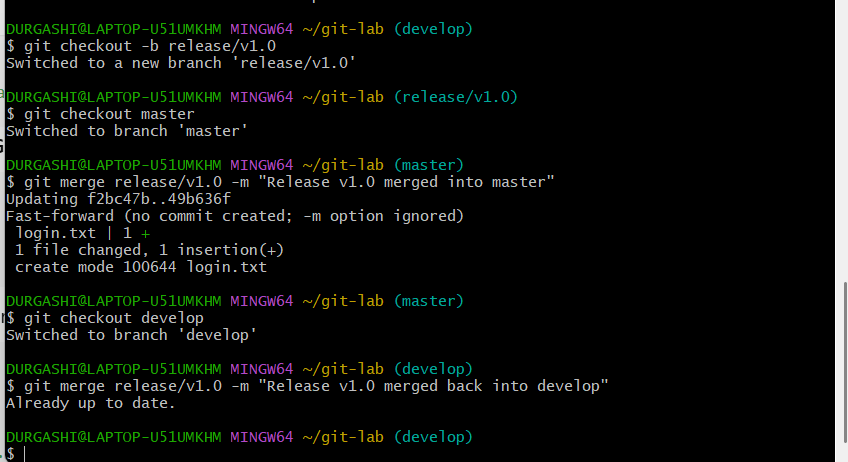 DURGASHI@LAPTOP-U51UMKHM MINGW64 ~/git-lab (develop)
$ git checkout -b release/v1.0
Switched to a new branch 'release/v1.0'
DURGASHI@LAPTOP-U51UMKHM MINGW64 ~/git-lab (release/v1.0)
$ git checkout master
Switched to branch 'master'
DURGASHI@LAPTOP-U51UMKHM MINGW64 ~/git-lab (master)
$ git merge release/v1.0 -m "Release v1.0 merged into master"
Updating f2bc47b..49b636f
Fast-forward (no commit created; -m option ignored)
 login.txt | 1 +
 1 file changed, 1 insertion(+)
 create mode 100644 login.txt
DURGASHI@LAPTOP-U51UMKHM MINGW64 ~/git-lab (master)
$ git checkout develop
Switched to branch 'develop'
DURGASHI@LAPTOP-U51UMKHM MINGW64 ~/git-lab (develop)
$ git merge release/v1.0 -m "Release v1.0 merged back into develop"
Already up to date.
DURGASHI@LAPTOP-U51UMKHM MINGW64 ~/git-lab (develop)
$